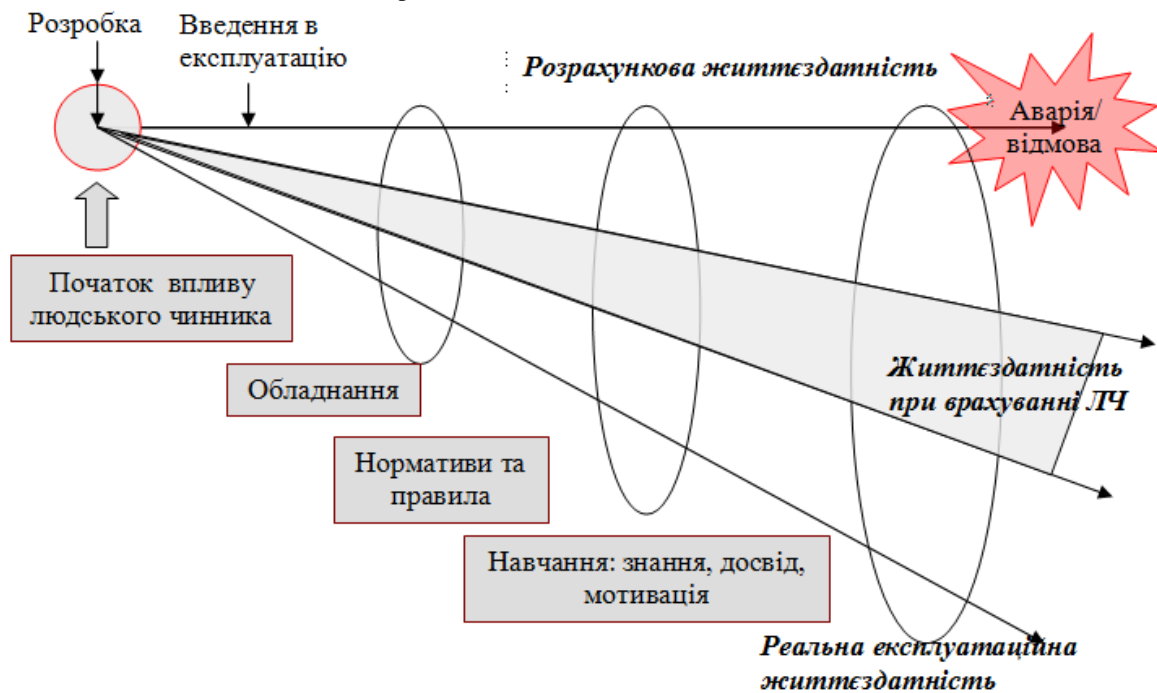 Розробка
Введення в
експлуатацію
Розрахункова життєздатність
Аварія/
відмова
Початок впливу
людського чинника
Обладнання
Життєздатність
при врахуванні ЛЧ
Нормативи та
правила
Навчання: знання, досвід,
мотивація
Реальна експлуатаційна
життєздатність